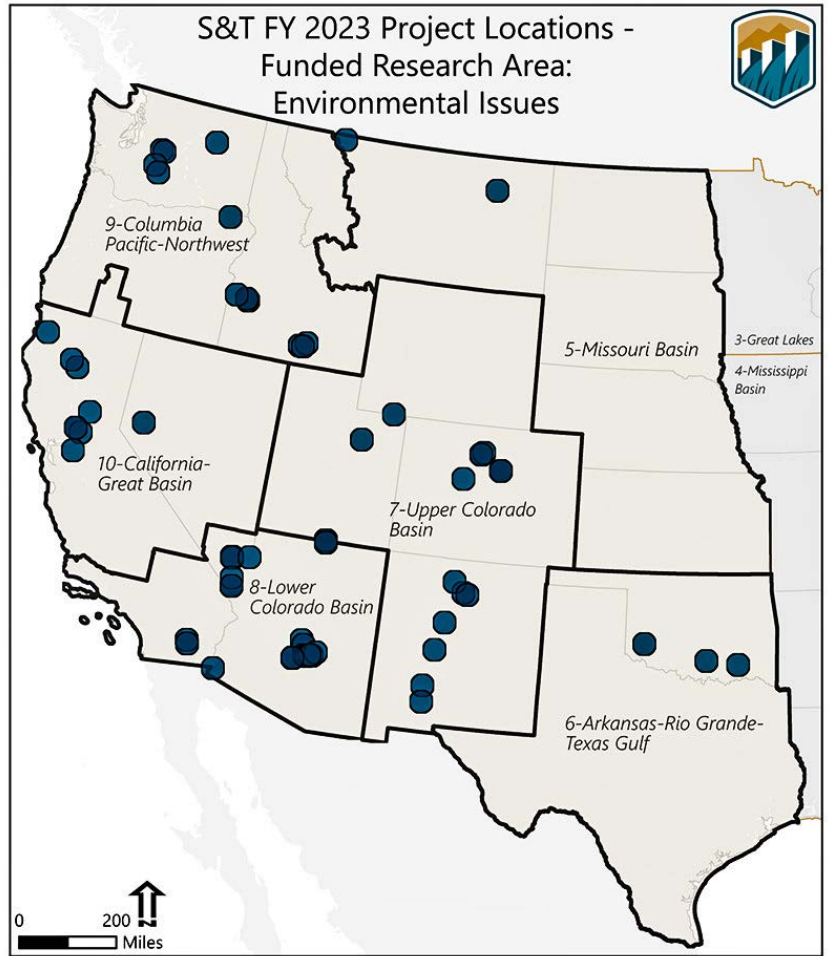 S&T FY 2023 Project Locations -
Funded Research Area:
Environmental Issues
9-Columbia
Pacific-Northwest
5-Missouri Basin
3-Great Lakes
4-Mississippi
Basin
10-California-
Great Basin
7-Upper Colorado
Basin
8-Lower
Colorado Basin
6-Arkansas-Rio Grande-
Texas Gulf
N
0 200
Miles